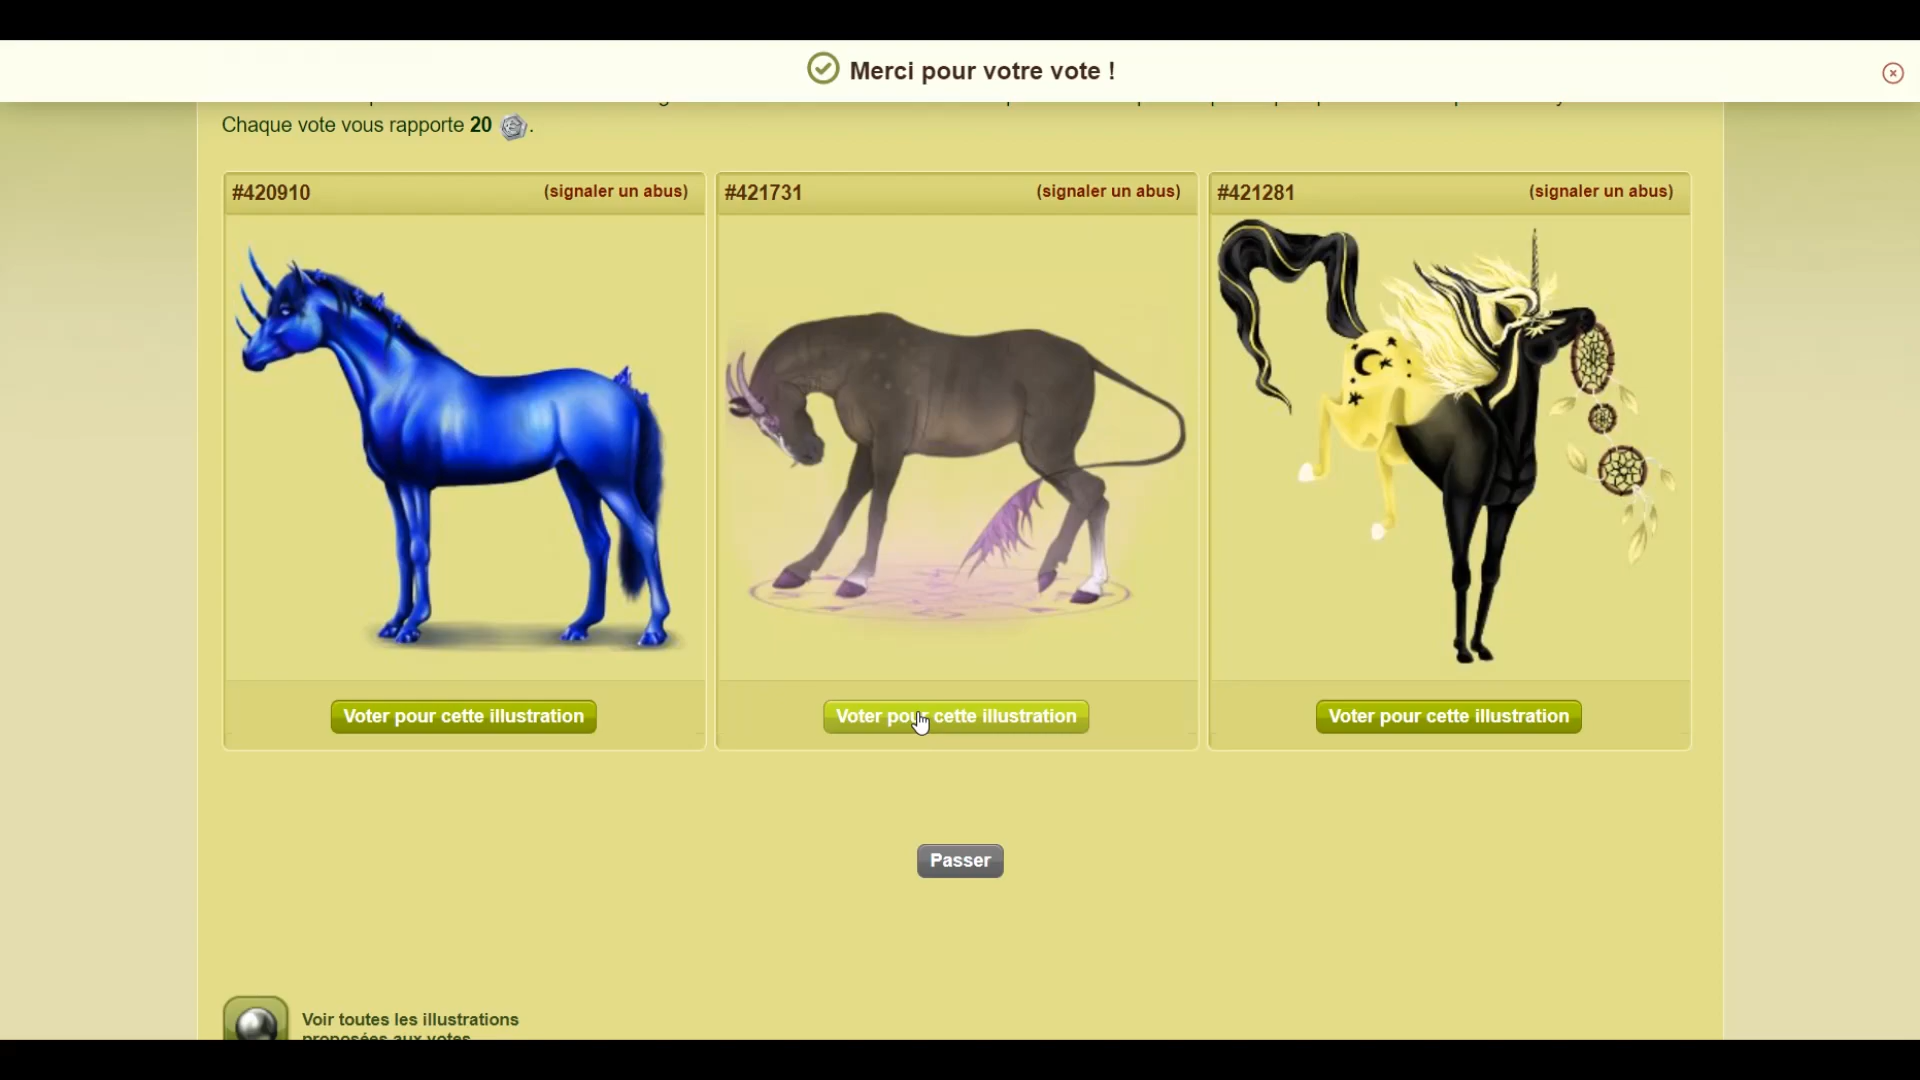 Merci pour votre vote !
Chaque vote vous rapporte 20 .
#420910 (signaler un abus)
#421731 (signaler un abus)
#421281 (signaler un abus)
Voter pour cette illustration
Voter pour cette illustration
Voter pour cette illustration
Passer
Voir toutes les illustrations
proposées aux votes